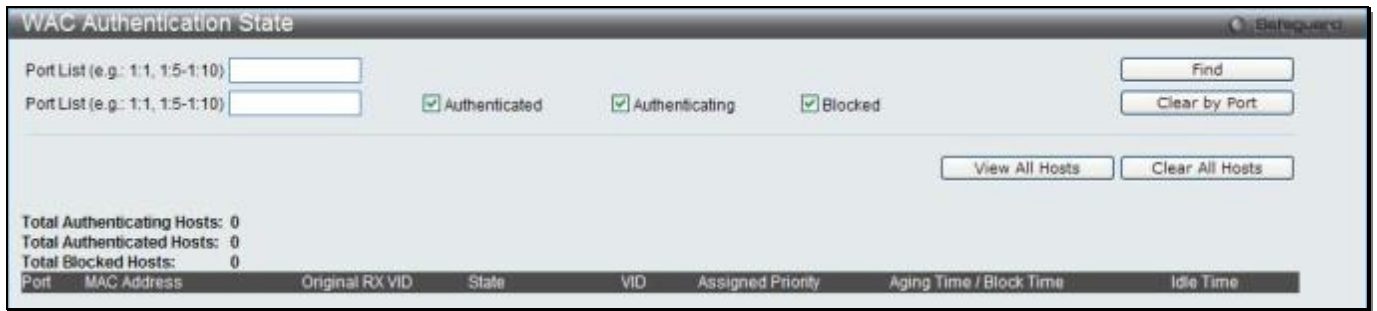 WAC Authentication State
Safeguard
Port List (e.g.: 1:1, 1:5-1:10)
Find
Port List (e.g.: 1:1, 1:5-1:10)
Authenticated
Authenticating
Blocked
Clear by Port
View All Hosts
Clear All Hosts
Total Authenticating Hosts: 0
Total Authenticated Hosts: 0
Total Blocked Hosts: 0
Port MAC Address Original RX VID State VID Assigned Priority Aging Time / Block Time Idle Time